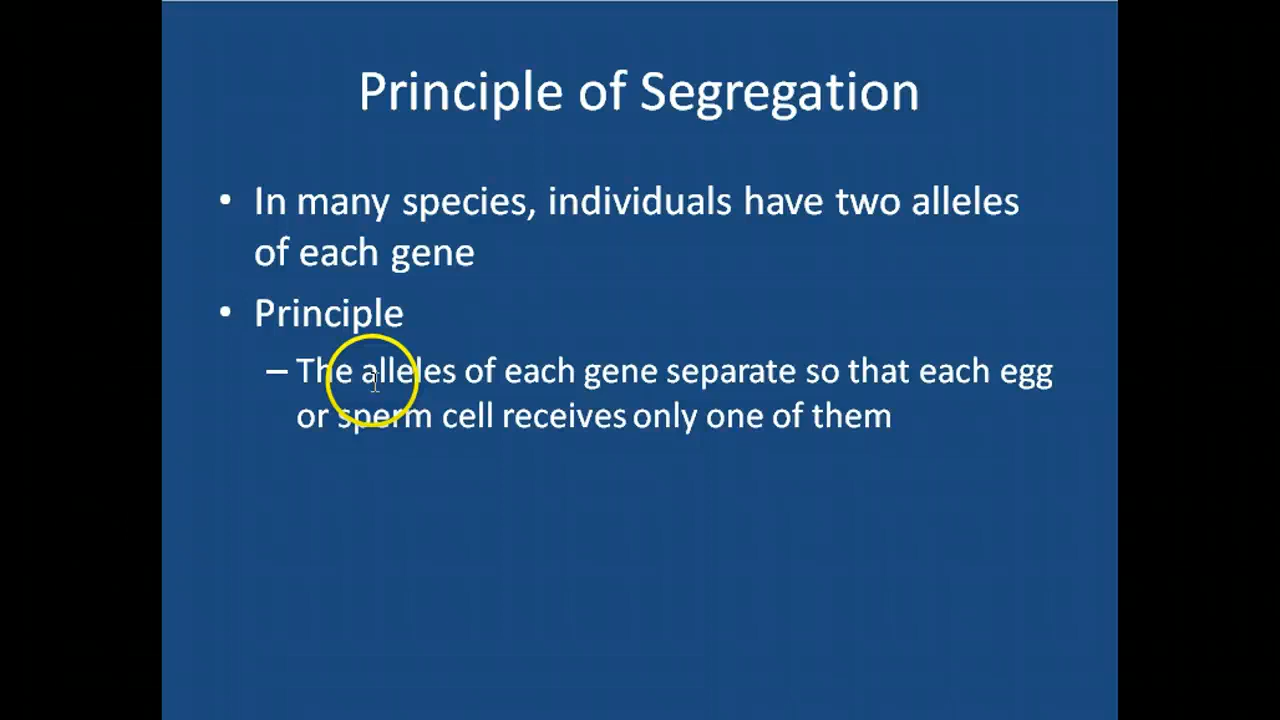 Principle of Segregation
• In many species, individuals have two alleles
of each gene
• Principle
– The alleles of each gene separate so that each egg
or sperm cell receives only one of them